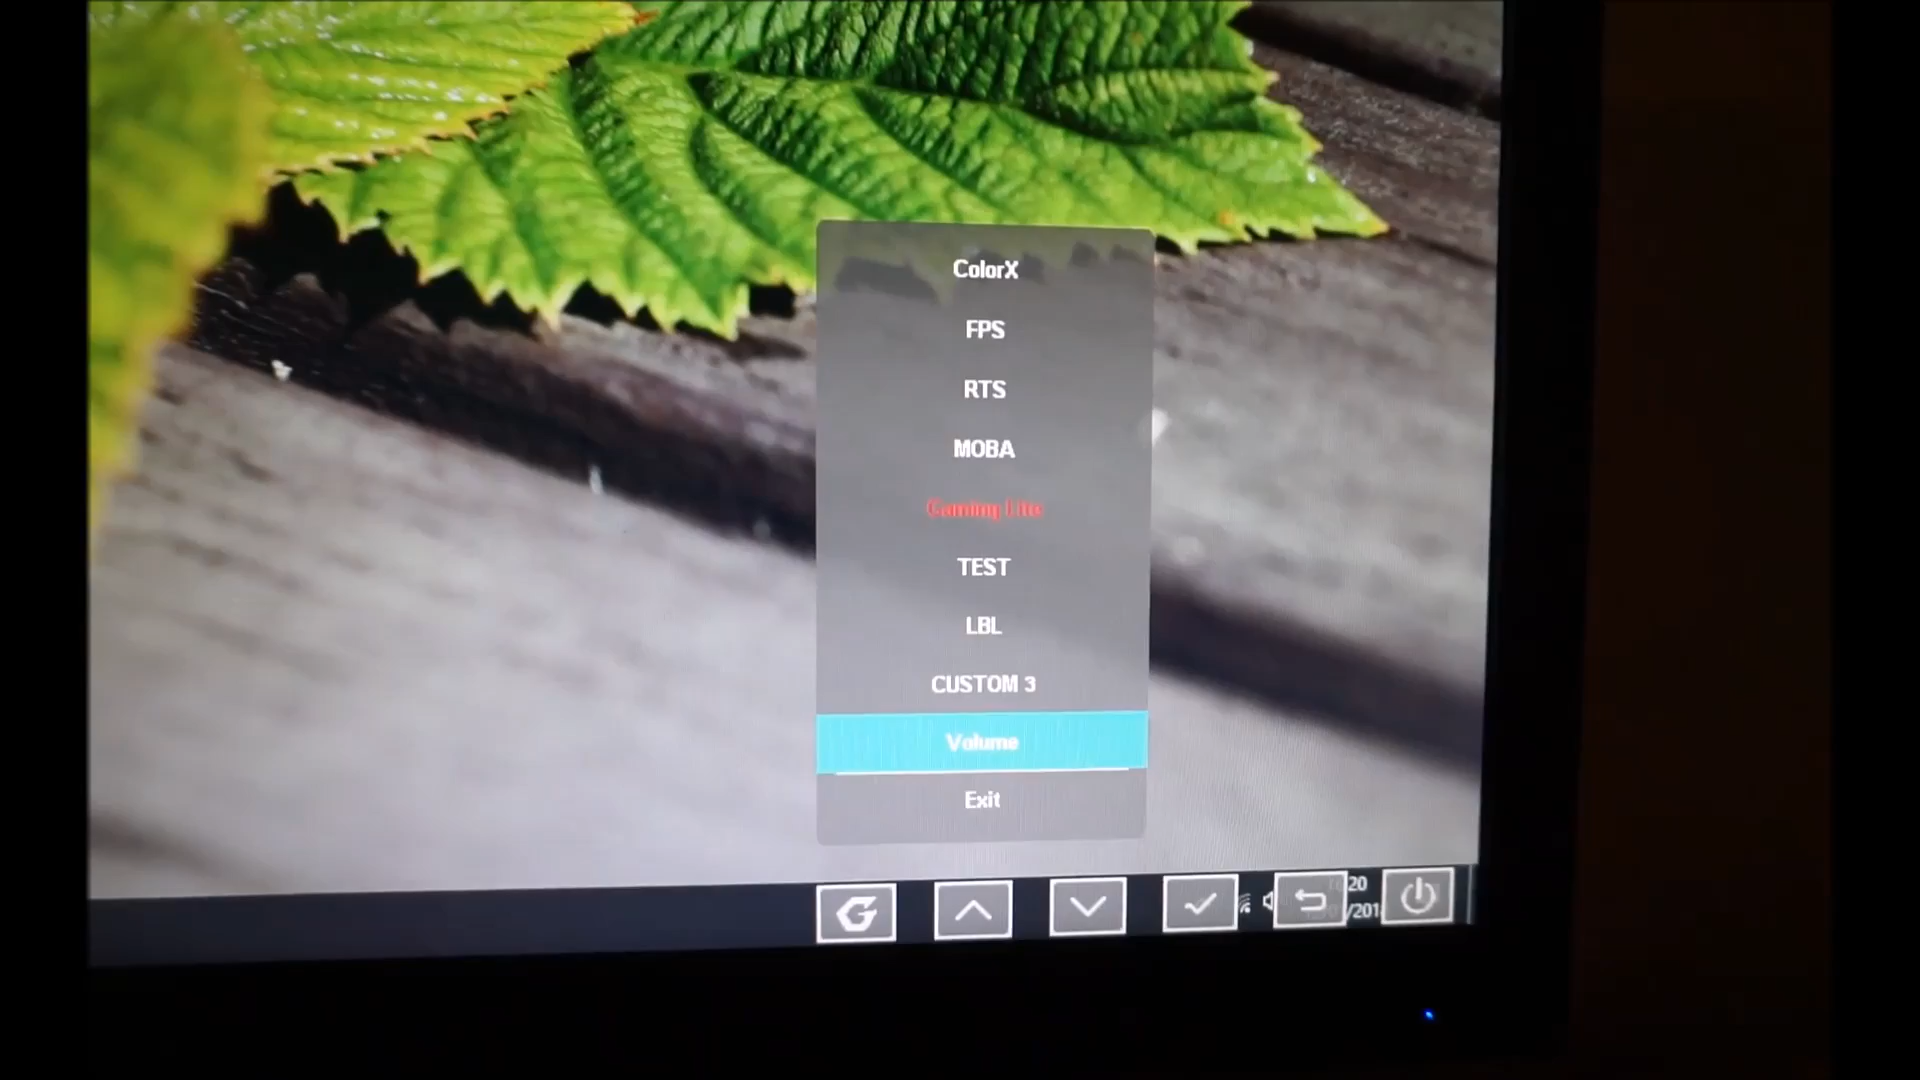 ColorX
FPS
RTS
MOBA
Gaming Lite
TEST
LBL
CUSTOM 3
Volume
Exit